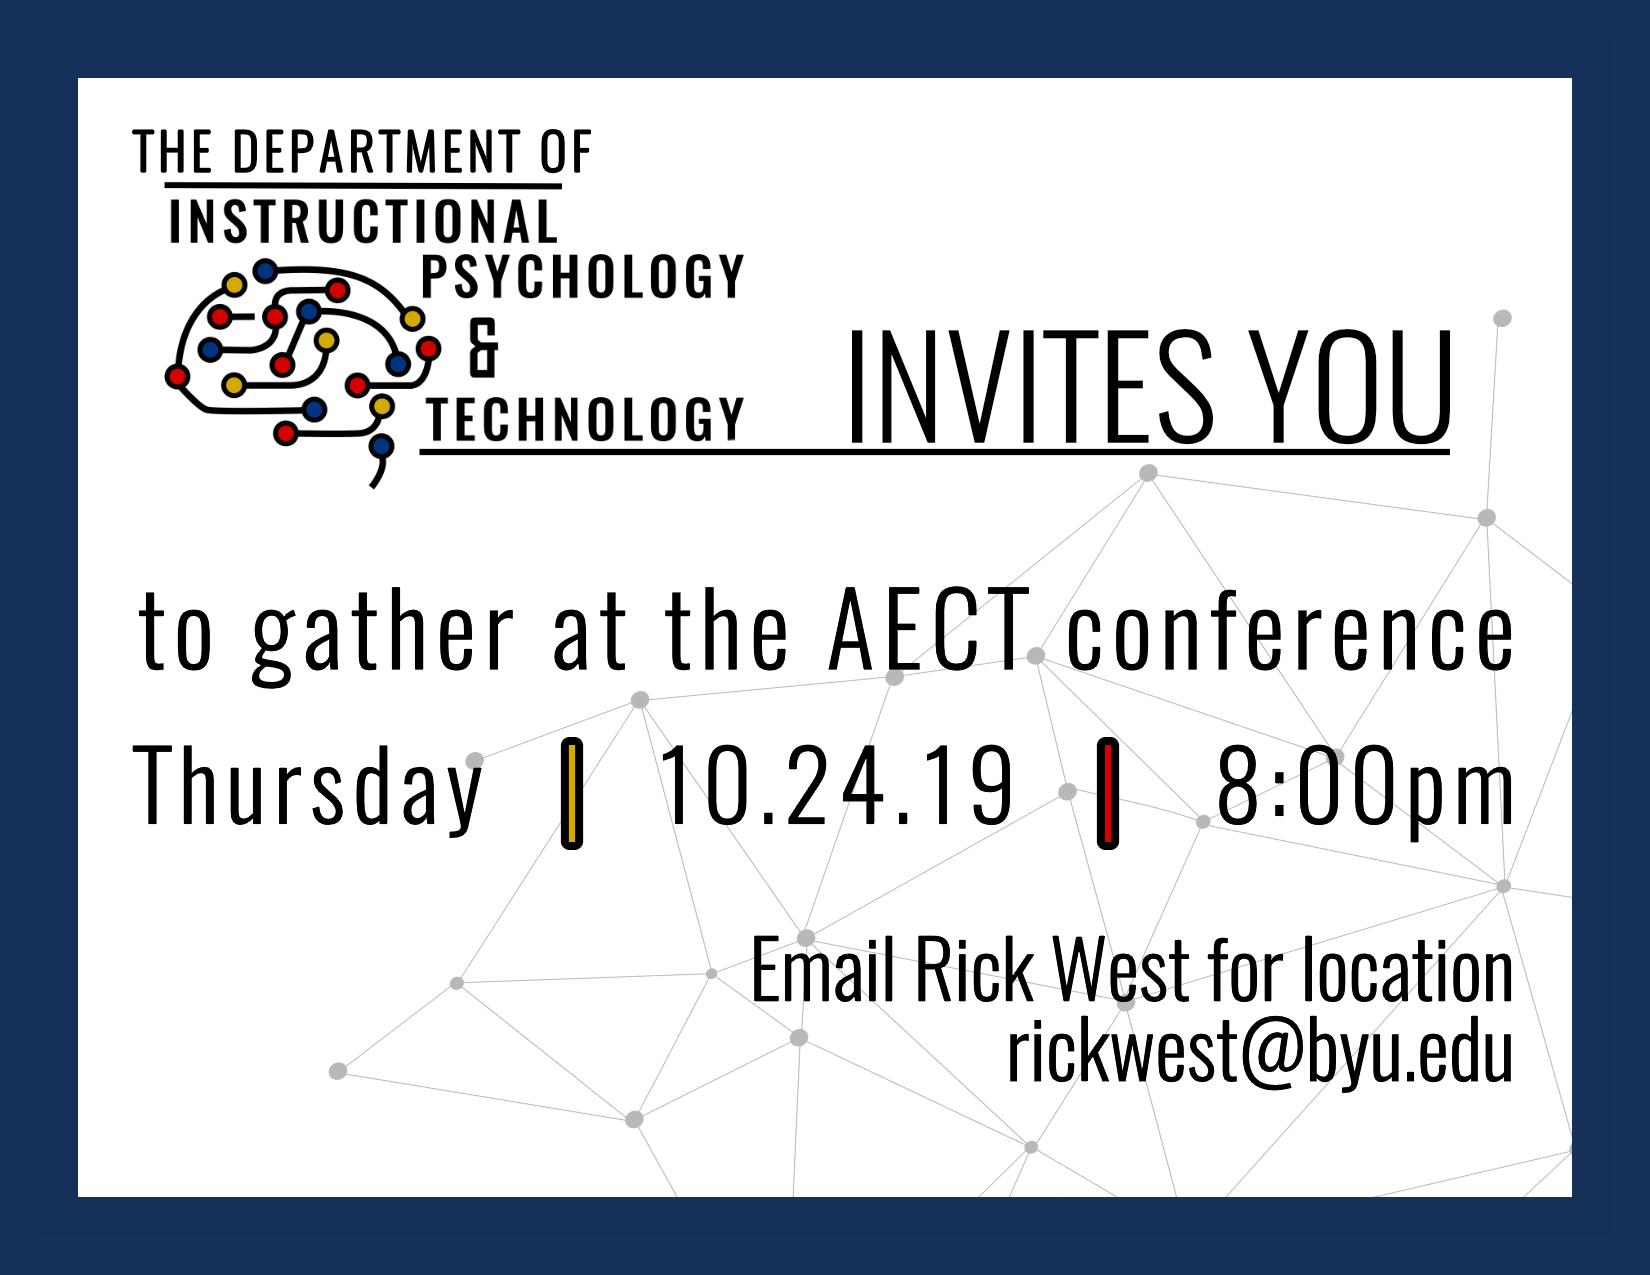 THE DEPARTMENT OF
INSTRUCTIONAL
PSYCHOLOGY
&
TECHNOLOGY
INVITES YOU
to gather at the AECT conference
Thursday | 10.24.19 | 8:00pm
Email Rick West for location
rickwest@byu.edu